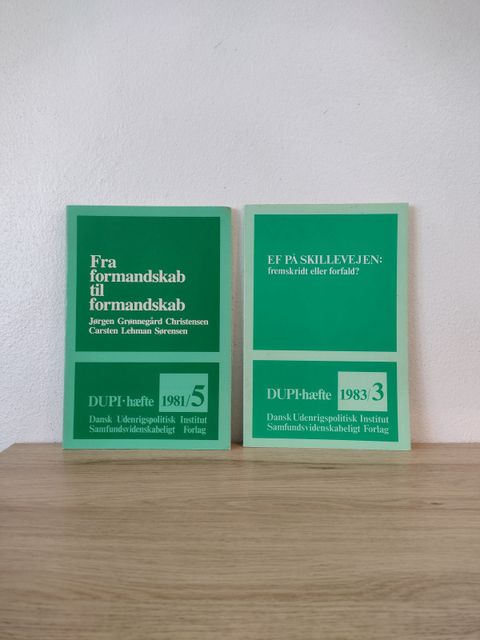 Fra
formandskab
til
formandskab
Jørgen Grønnegård Christensen
Carsten Lehman Sørensen
DUPI·hæfte 1981/5
Dansk Udenrigspolitisk Institut
Samfundsvidenskabeligt Forlag
EF PÅ SKILLEVEJEN:
fremskridt eller forfald?
DUPI·hæfte 1983/3
Dansk Udenrigspolitisk Institut
Samfundsvidenskabeligt Forlag